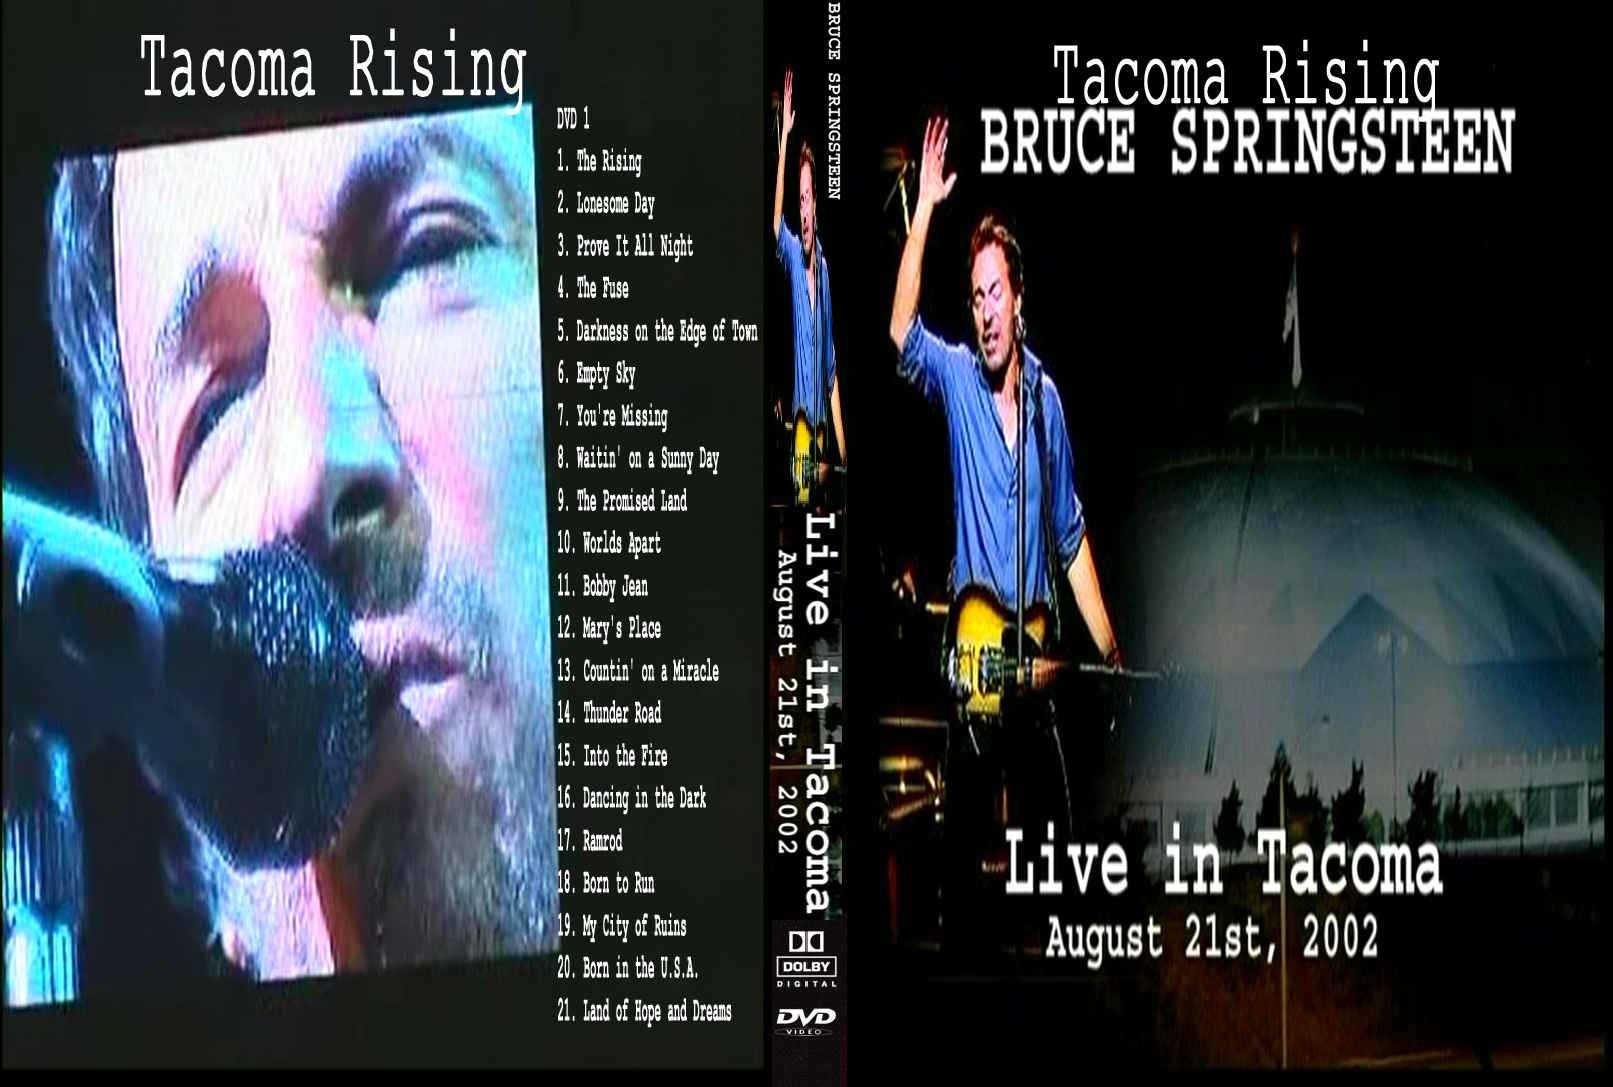 Tacoma Rising
DVD 1
1. The Rising
2. Lonesome Day
3. Prove It All Night
4. The Fuse
5. Darkness on the Edge of Town
6. Empty Sky
7. You're Missing
8. Waitin' on a Sunny Day
9. The Promised Land
10. Worlds Apart
11. Bobby Jean
12. Mary's Place
13. Countin' on a Miracle
14. Thunder Road
15. Into the Fire
16. Dancing in the Dark
17. Ramrod
18. Born to Run
19. My City of Ruins
20. Born in the U.S.A.
21. Land of Hope and Dreams
BRUCE SPRINGSTEEN
Live in Tacoma
August 21st, 2002
DOLBY
DIGITAL
DVD
VIDEO
Tacoma Rising
BRUCE SPRINGSTEEN
Live in Tacoma
August 21st, 2002